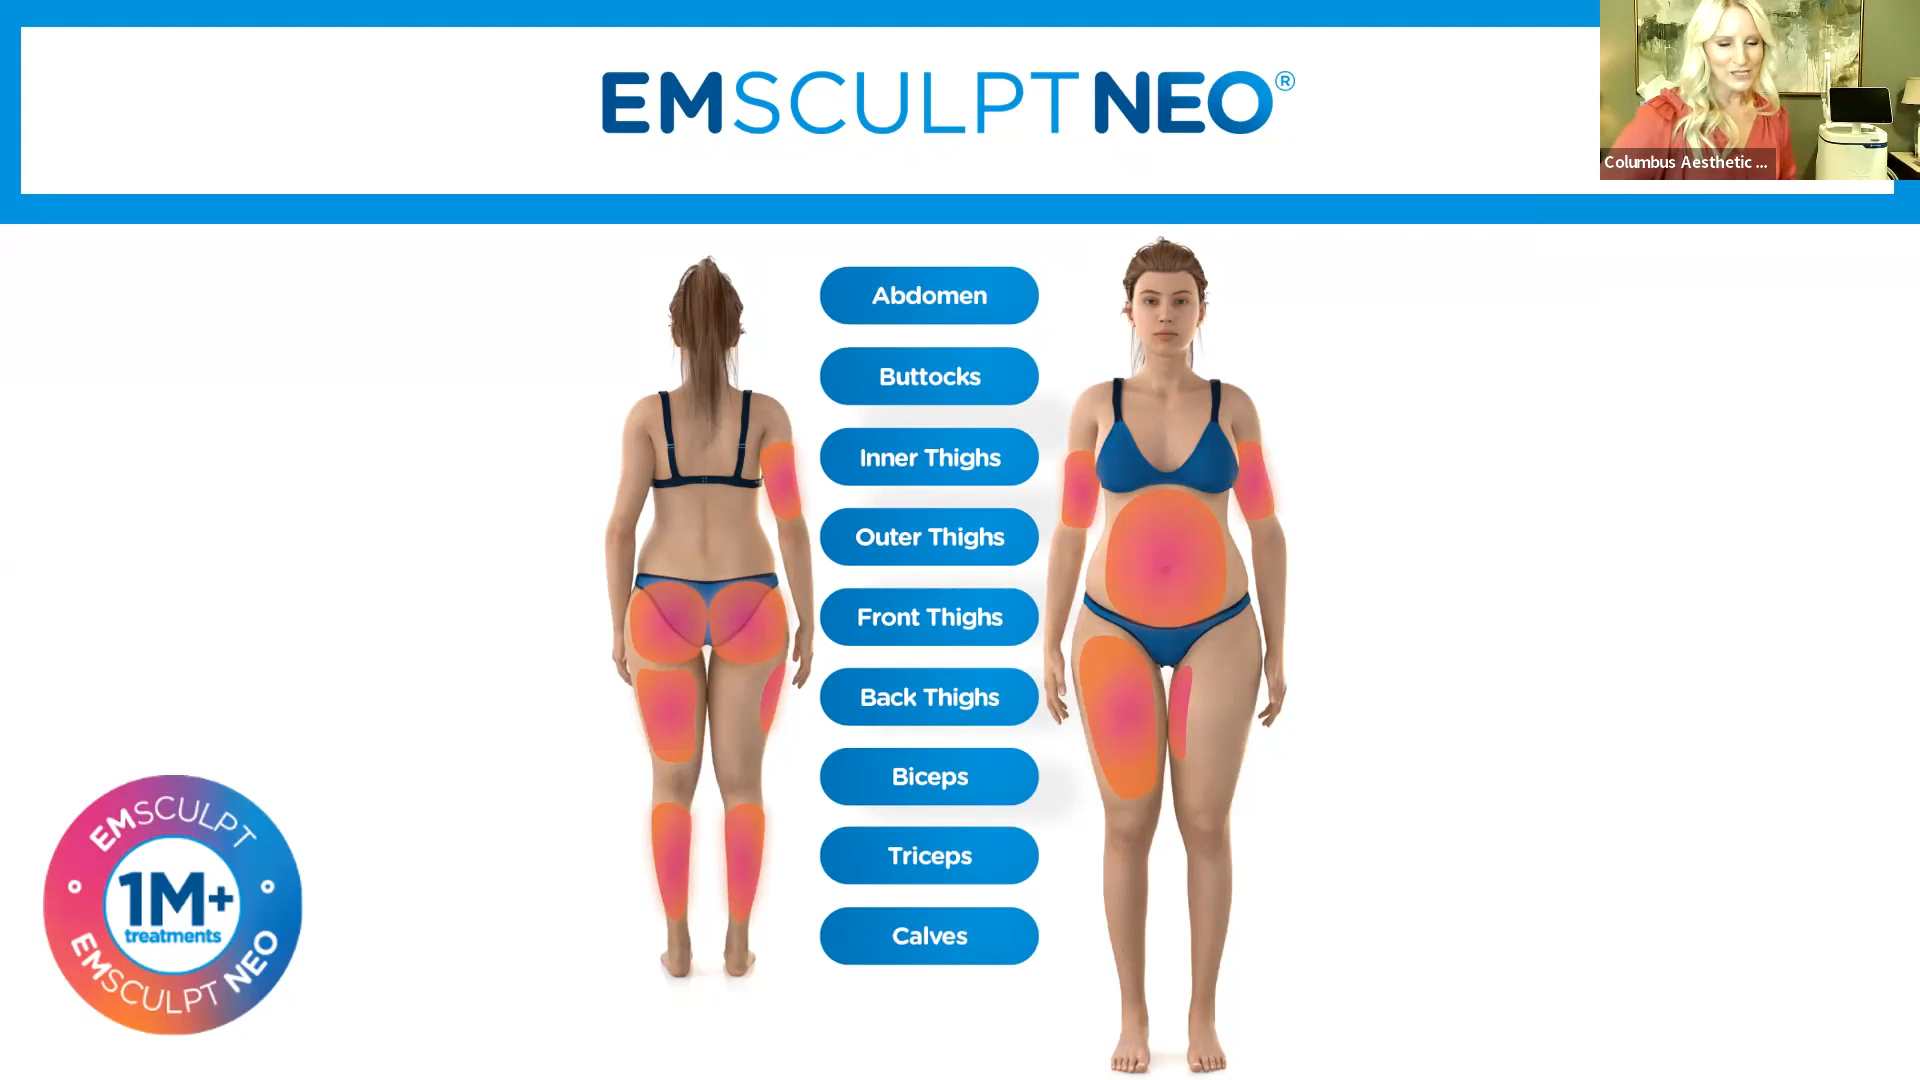 EMSCULPT NEO®
Columbus Aesthetic ...
Abdomen
Buttocks
Inner Thighs
Outer Thighs
Front Thighs
Back Thighs
Biceps
Triceps
Calves
EMSCULPT
1M+
treatments
EMSCULPT NEO